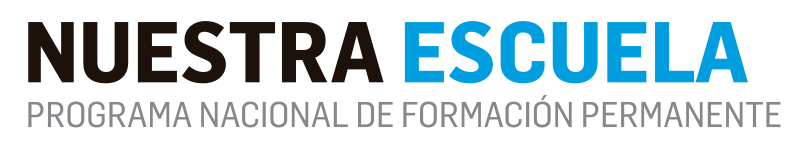 NUESTRA ESCUELA
PROGRAMA NACIONAL DE FORMACIÓN PERMANENTE